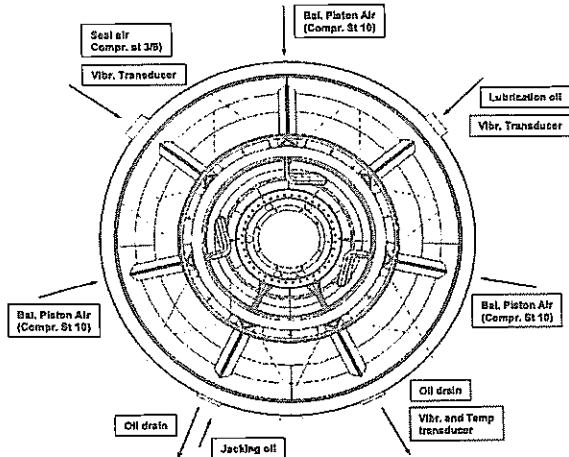 Bal. Piston Air
(Compr. St 10)
Seal air
Compr. st 3/5)
Vibr. Transducer
Lubrication oil
Vibr. Transducer
Bal. Piston Air
(Compr. St 10)
Bal. Piston Air
(Compr. St 10)
Oil drain
Vibr. and Temp
transducer
Oil drain
Jacking oil